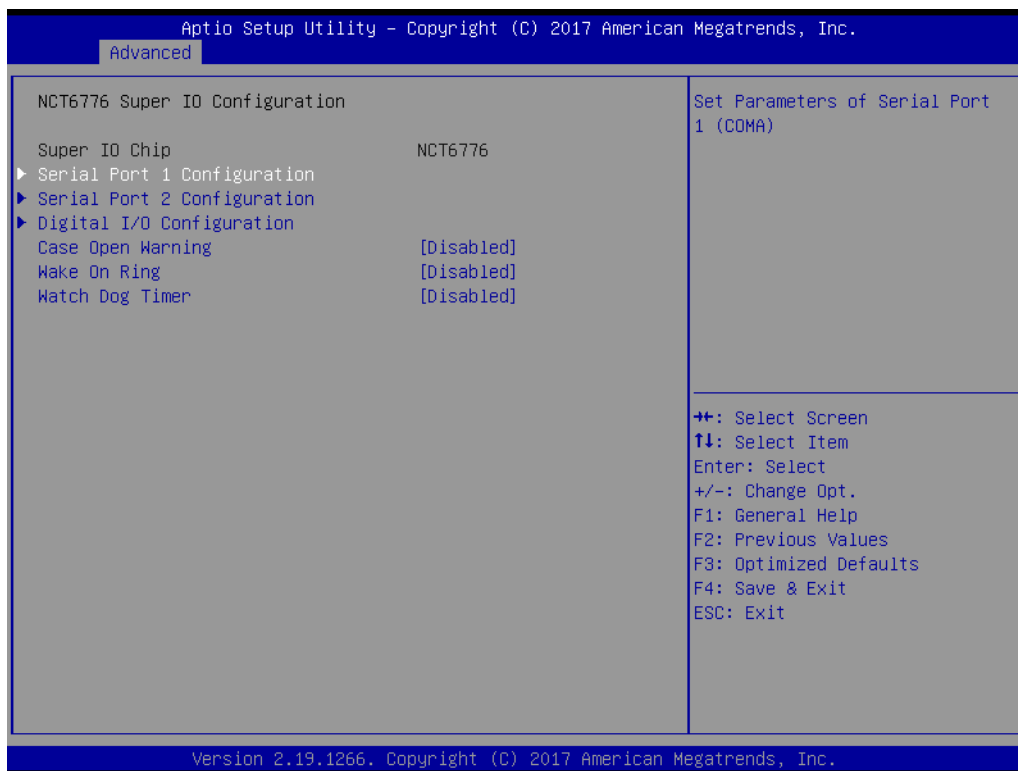 Aptio Setup Utility – Copyright (C) 2017 American Megatrends, Inc.
Advanced
NCT6776 Super IO Configuration
Super IO Chip NCT6776
▶ Serial Port 1 Configuration
▶ Serial Port 2 Configuration
▶ Digital I/O Configuration
Case Open Warning [Disabled]
Wake On Ring [Disabled]
Watch Dog Timer [Disabled]
Set Parameters of Serial Port
1 (COMA)
→←: Select Screen
↑↓: Select Item
Enter: Select
+/-: Change Opt.
F1: General Help
F2: Previous Values
F3: Optimized Defaults
F4: Save & Exit
ESC: Exit
Version 2.19.1266. Copyright (C) 2017 American Megatrends, Inc.